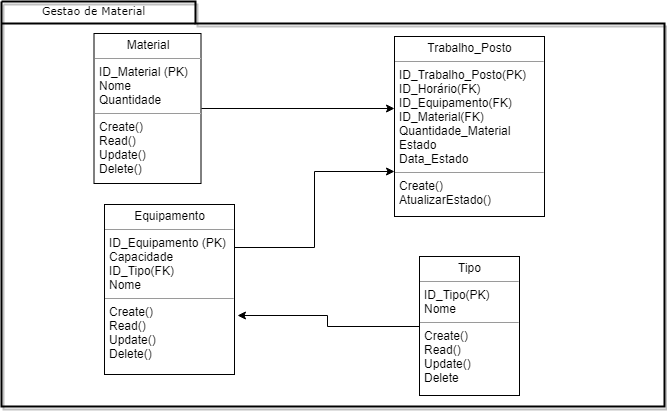 Gestao de Material
Material
ID_Material (PK)
Nome
Quantidade
Create()
Read()
Update()
Delete()
Trabalho_Posto
ID_Trabalho_Posto(PK)
ID_Horário(FK)
ID_Equipamento(FK)
ID_Material(FK)
Quantidade_Material
Estado
Data_Estado
Create()
AtualizarEstado()
Equipamento
ID_Equipamento (PK)
Capacidade
ID_Tipo(FK)
Nome
Create()
Read()
Update()
Delete()
Tipo
ID_Tipo(PK)
Nome
Create()
Read()
Update()
Delete